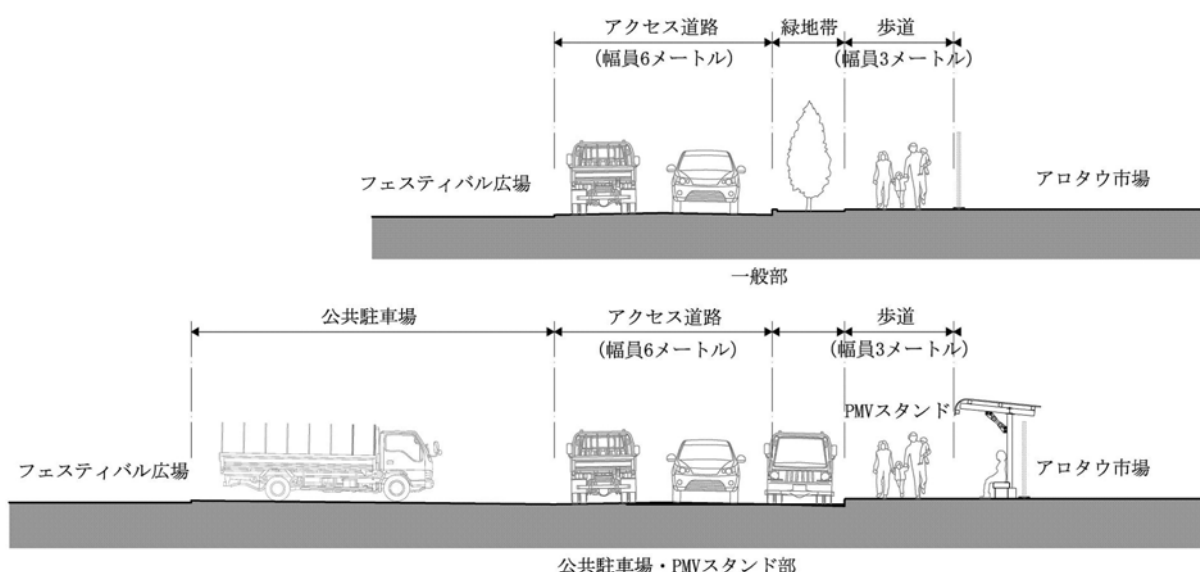 アクセス道路 緑地帯 歩道
(幅員6メートル) (幅員3メートル)
フェスティバル広場 アロタウ市場
一般部
公共駐車場 アクセス道路 歩道
(幅員6メートル) (幅員3メートル)
PMVスタンド
フェスティバル広場 アロタウ市場
公共駐車場・PMVスタンド部